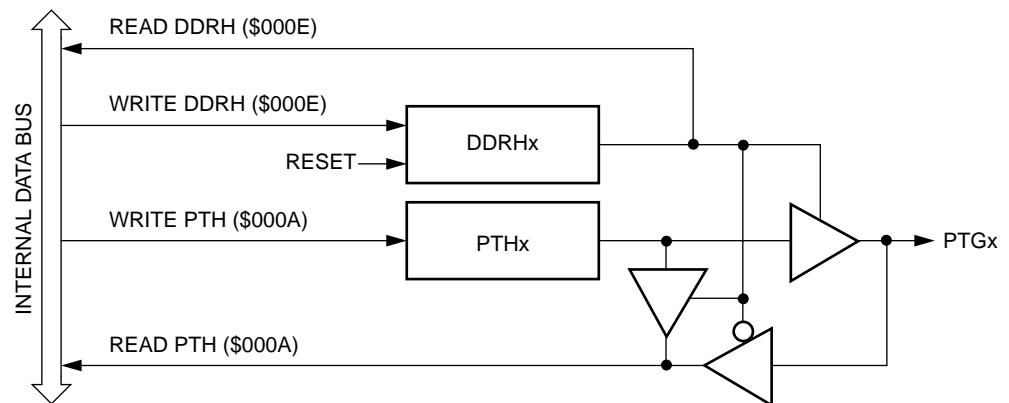 READ DDRH ($000E)
WRITE DDRH ($000E)
DDRHx
RESET
WRITE PTH ($000A)
PTHx
PTGx
READ PTH ($000A)
INTERNAL DATA BUS